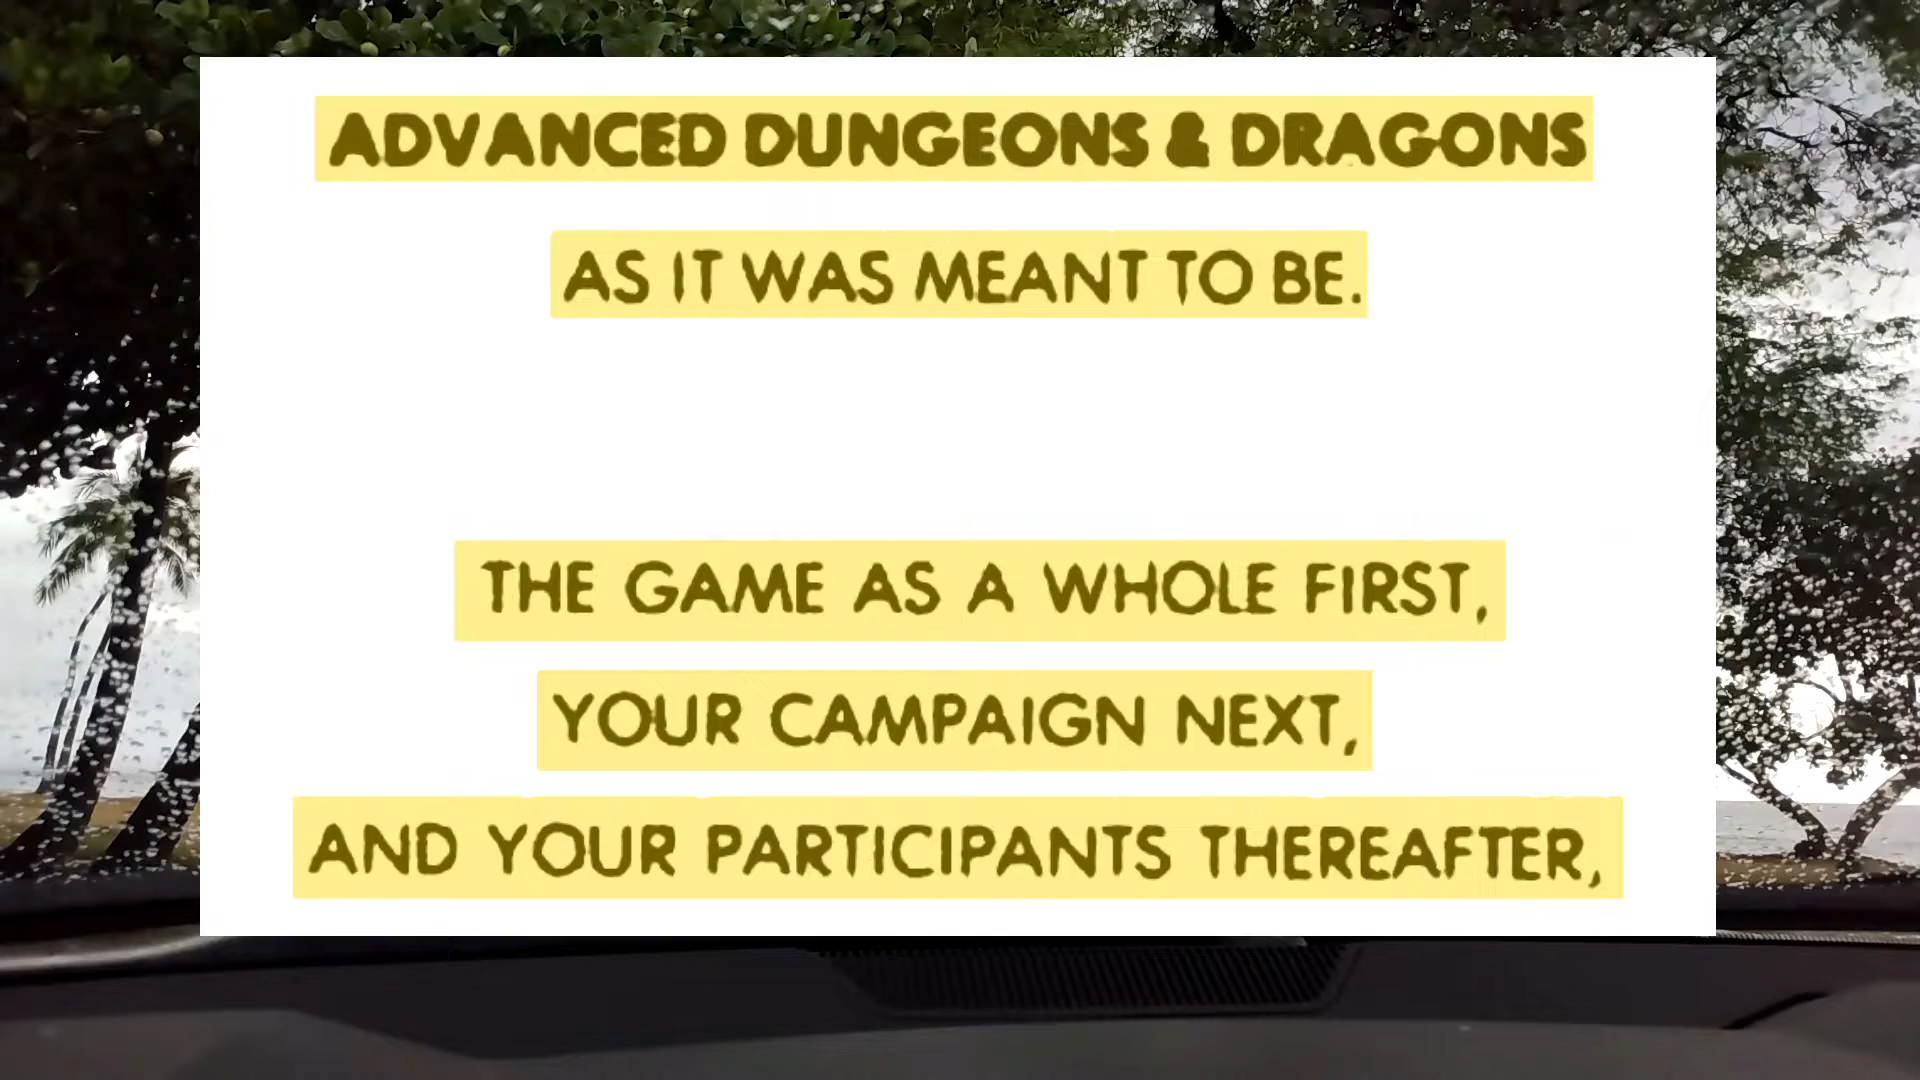 ADVANCED DUNGEONS & DRAGONS
AS IT WAS MEANT TO BE.
THE GAME AS A WHOLE FIRST,
YOUR CAMPAIGN NEXT,
AND YOUR PARTICIPANTS THEREAFTER,